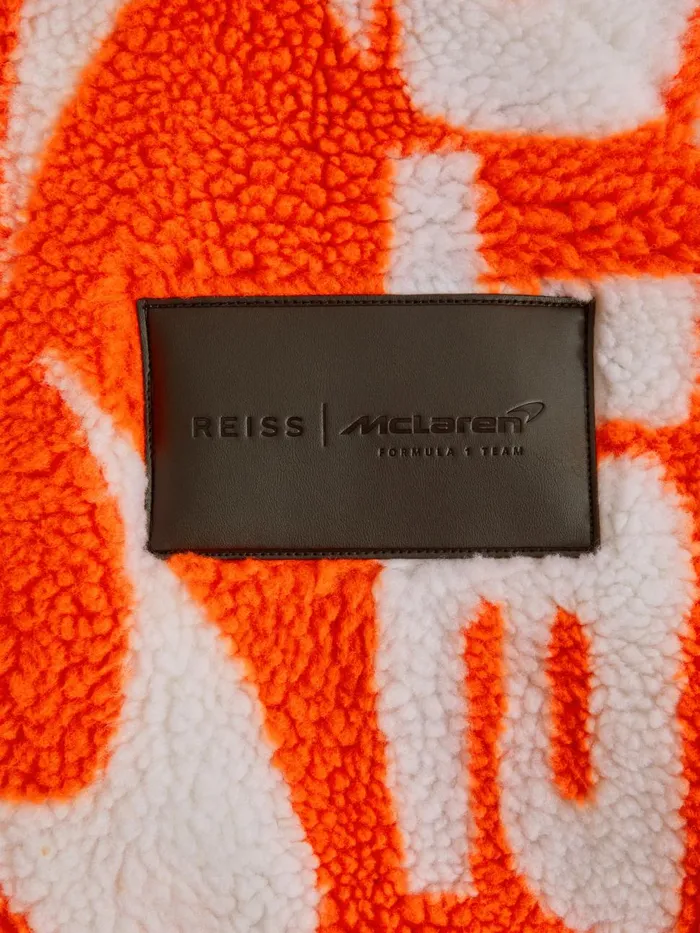 REISS | McLaren
FORMULA 1 TEAM